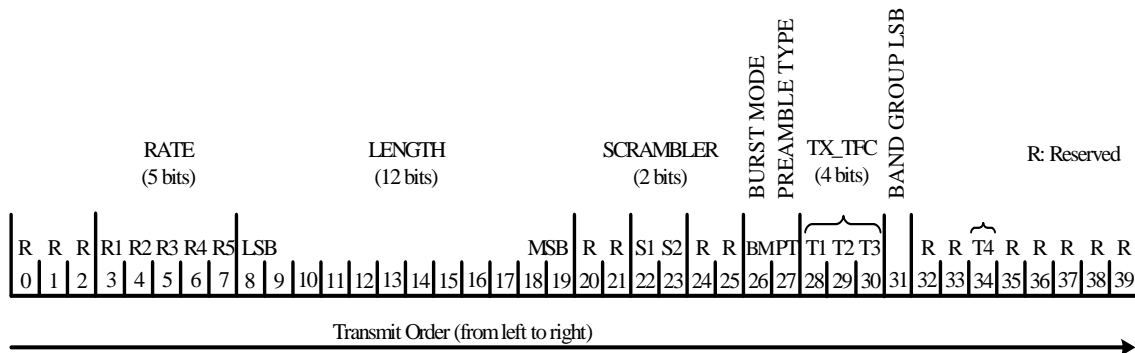 BURST MODE
PREAMBLE TYPE
BAND GROUP LSB
RATE
(5 bits)
LENGTH
(12 bits)
SCRAMBLER
(2 bits)
TX_TFC
(4 bits)
R: Reserved
R R R R1 R2 R3 R4 R5 LSB MSB R R S1 S2 R R BM PT T1 T2 T3 R R T4 R R R R R
0 1 2 3 4 5 6 7 8 9 10 11 12 13 14 15 16 17 18 19 20 21 22 23 24 25 26 27 28 29 30 31 32 33 34 35 36 37 38 39
Transmit Order (from left to right)